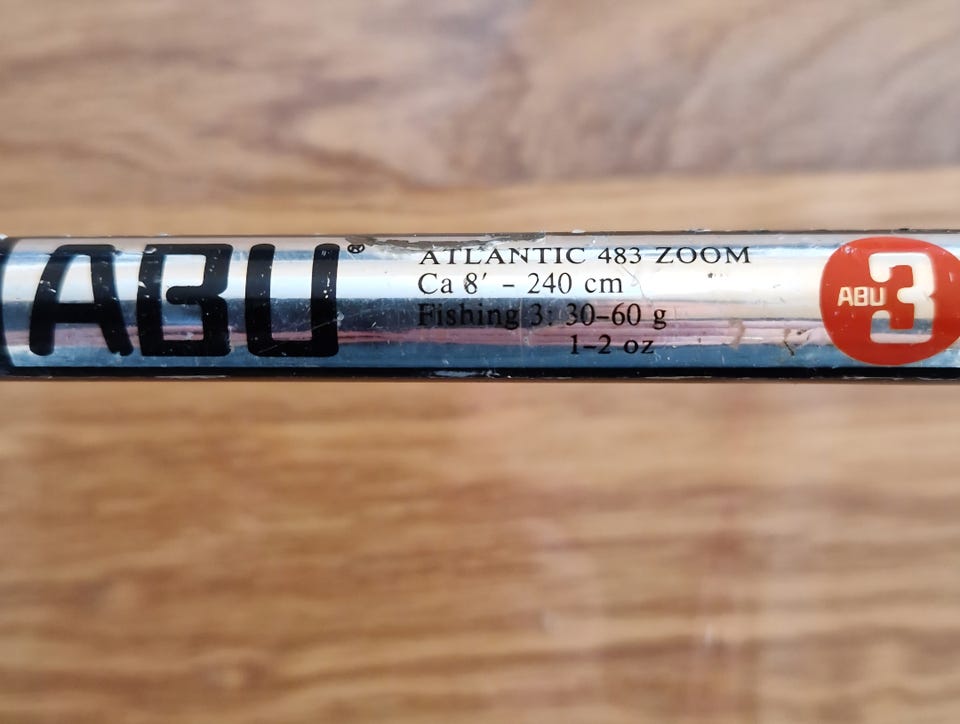 ABU®
ATLANTIC 483 ZOOM
Ca 8′ – 240 cm
Fishing 3: 30–60 g
1–2 oz
ABU 3